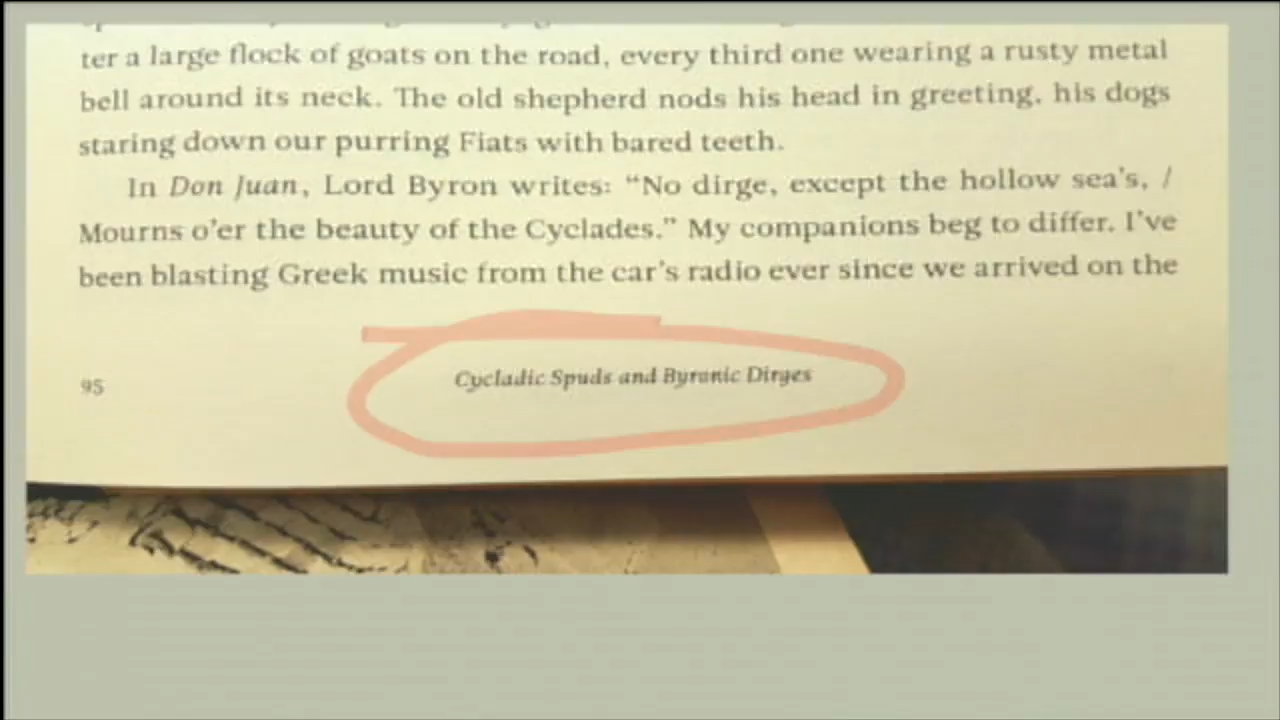 ter a large flock of goats on the road, every third one wearing a rusty metal
bell around its neck. The old shepherd nods his head in greeting, his dogs
staring down our purring Fiats with bared teeth.
In Don Juan, Lord Byron writes: “No dirge, except the hollow sea’s, /
Mourns o’er the beauty of the Cyclades.” My companions beg to differ. I’ve
been blasting Greek music from the car’s radio ever since we arrived on the
95 Cycladic Spuds and Byronic Dirges